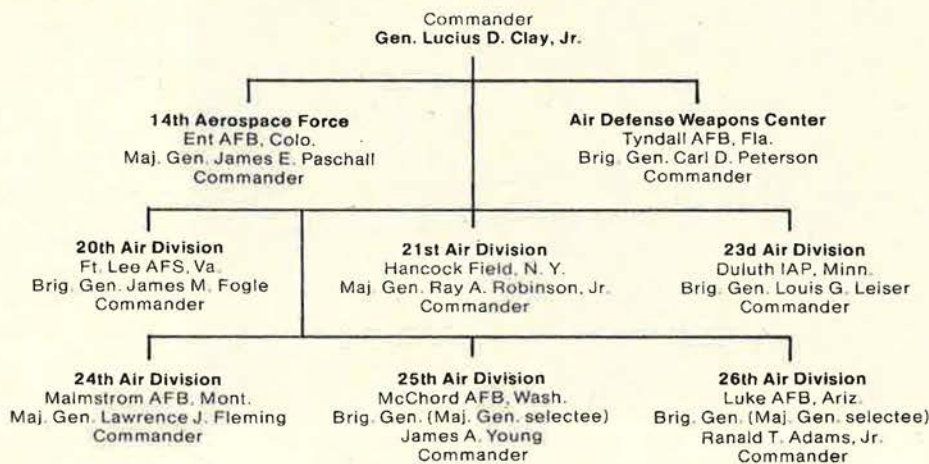 Commander
Gen. Lucius D. Clay, Jr.
14th Aerospace Force
Ent AFB, Colo.
Maj. Gen. James E. Paschall
Commander
Air Defense Weapons Center
Tyndall AFB, Fla.
Brig. Gen. Carl D. Peterson
Commander
20th Air Division
Ft. Lee AFS, Va.
Brig. Gen. James M. Fogle
Commander
21st Air Division
Hancock Field, N. Y.
Maj. Gen. Ray A. Robinson, Jr.
Commander
23d Air Division
Duluth IAP, Minn.
Brig. Gen. Louis G. Leiser
Commander
24th Air Division
Malmstrom AFB, Mont.
Maj. Gen. Lawrence J. Fleming
Commander
25th Air Division
McChord AFB, Wash.
Brig. Gen. (Maj. Gen. selectee)
James A. Young
Commander
26th Air Division
Luke AFB, Ariz.
Brig. Gen. (Maj. Gen. selectee)
Ranald T. Adams, Jr.
Commander